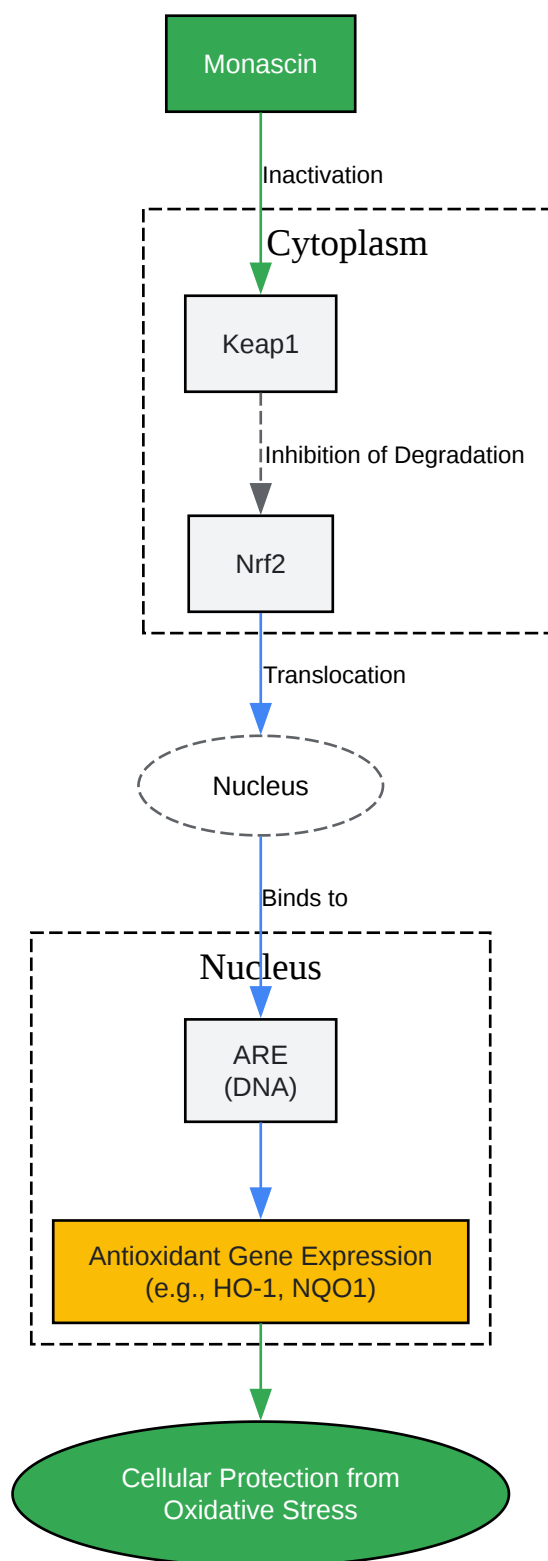 Monascin
Inactivation
Cytoplasm
Keap1
Inhibition of Degradation
Nrf2
Translocation
Nucleus
Binds to
Nucleus
ARE
(DNA)
Antioxidant Gene Expression
(e.g., HO-1, NQO1)
Cellular Protection from
Oxidative Stress